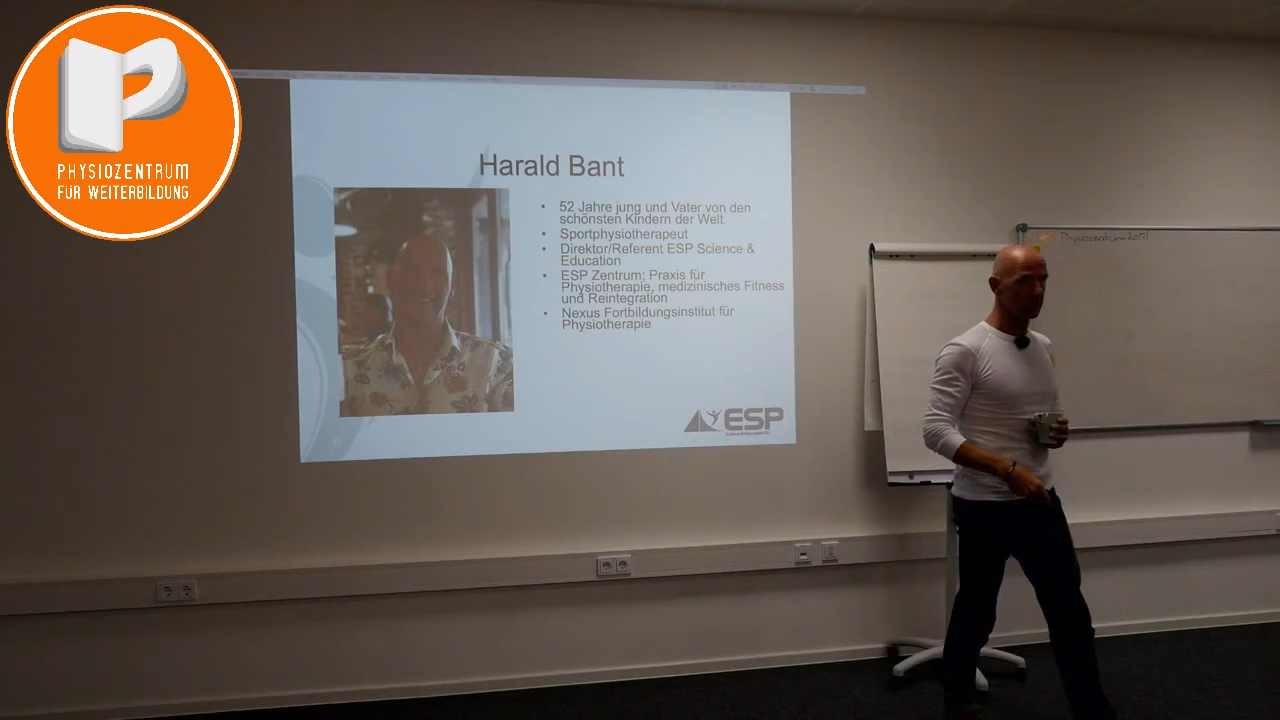 PHYSIOZENTRUM
FÜR WEITERBILDUNG
Harald Bant
• 52 Jahre jung und Vater von den
schönsten Kindern der Welt.
• Sportphysiotherapeut
• Direktor/Referent ESP Science &
Education
• ESP Zentrum; Praxis für
Physiotherapie, medizinisches Fitness
und Reintegration
• Nexus Fortbildungsinstitut für
Physiotherapie
ESP
Physiozentrum